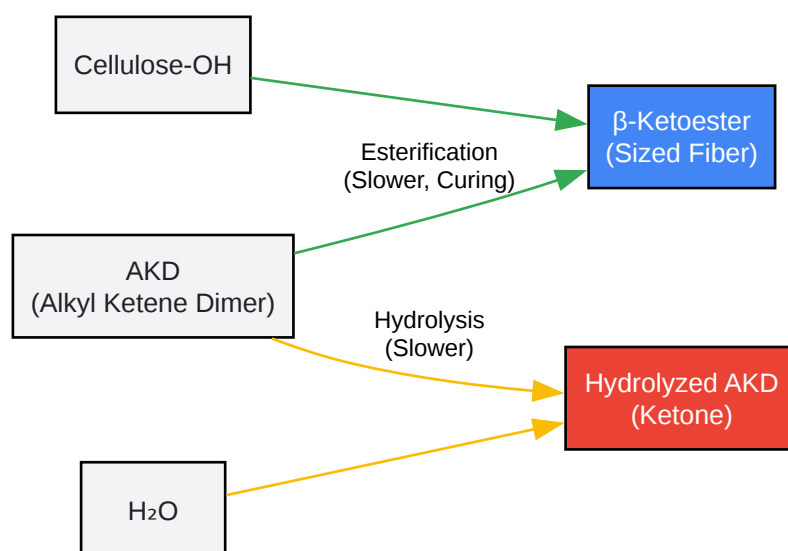 Cellulose-OH
β-Ketoester
(Sized Fiber)
Esterification
(Slower, Curing)
AKD
(Alkyl Ketene Dimer)
Hydrolysis
(Slower)
Hydrolyzed AKD
(Ketone)
H₂O